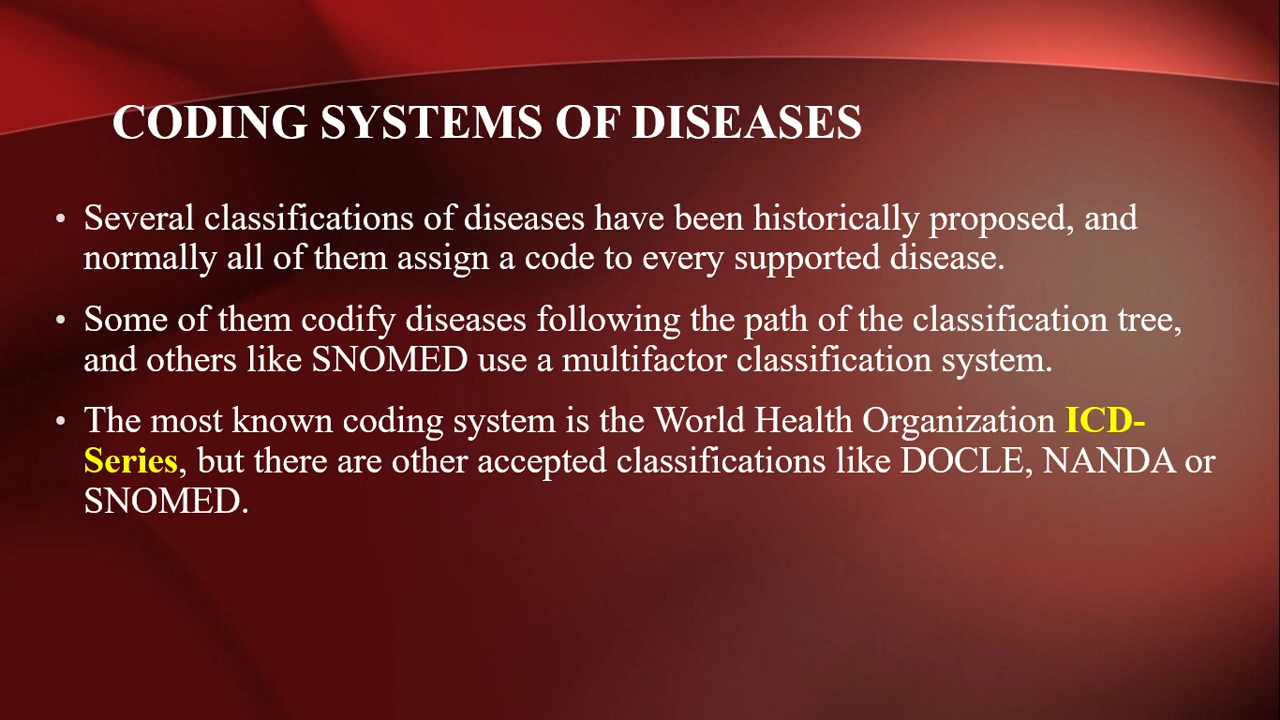 CODING SYSTEMS OF DISEASES
• Several classifications of diseases have been historically proposed, and
normally all of them assign a code to every supported disease.
• Some of them codify diseases following the path of the classification tree,
and others like SNOMED use a multifactor classification system.
• The most known coding system is the World Health Organization ICD-
Series, but there are other accepted classifications like DOCLE, NANDA or
SNOMED.